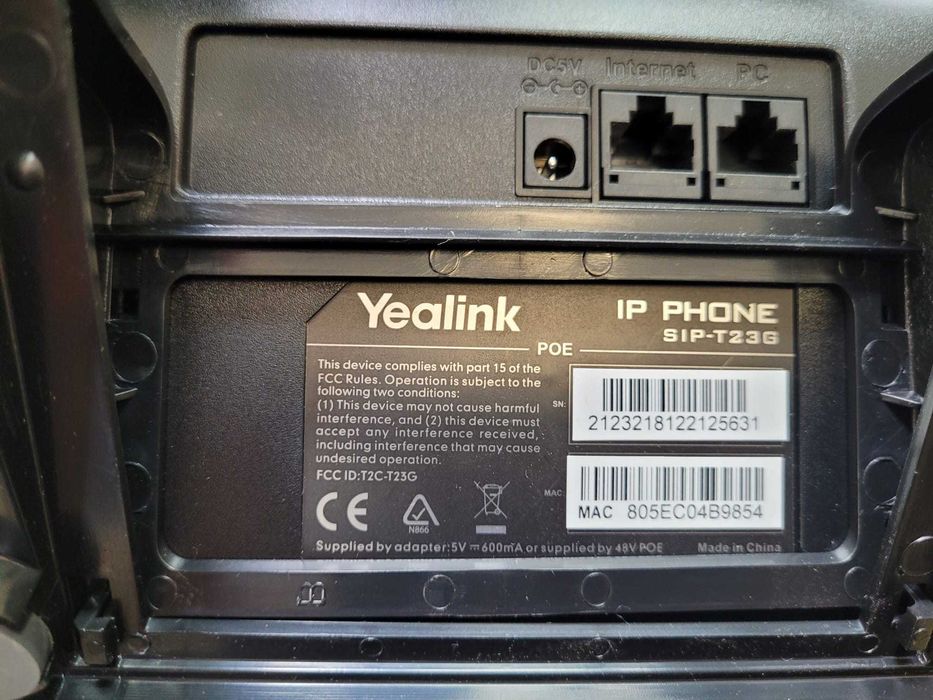 DC5V Internet PC
Yealink
IP PHONE
SIP-T23G
POE
This device complies with part 15 of the
FCC Rules. Operation is subject to the
following two conditions:
(1) This device may not cause harmful
interference, and (2) this device must
accept any interference received,
including interference that may cause
undesired operation.
FCC ID:T2C-T23G
SN:
2123218122125631
MAC:
MAC 805EC04B9854
CE
N866
Supplied by adapter:5V⎓600mA or supplied by 48V POE
Made in China